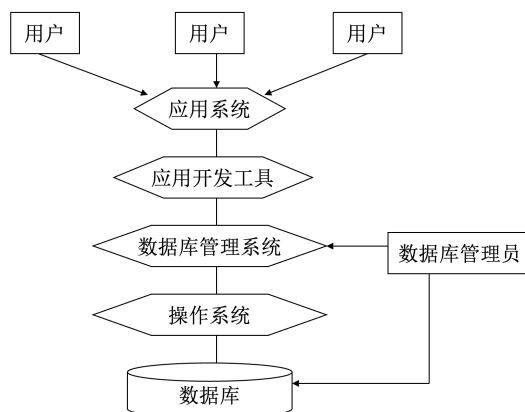 用户
用户
用户
应用系统
应用开发工具
数据库管理系统
数据库管理员
操作系统
数据库